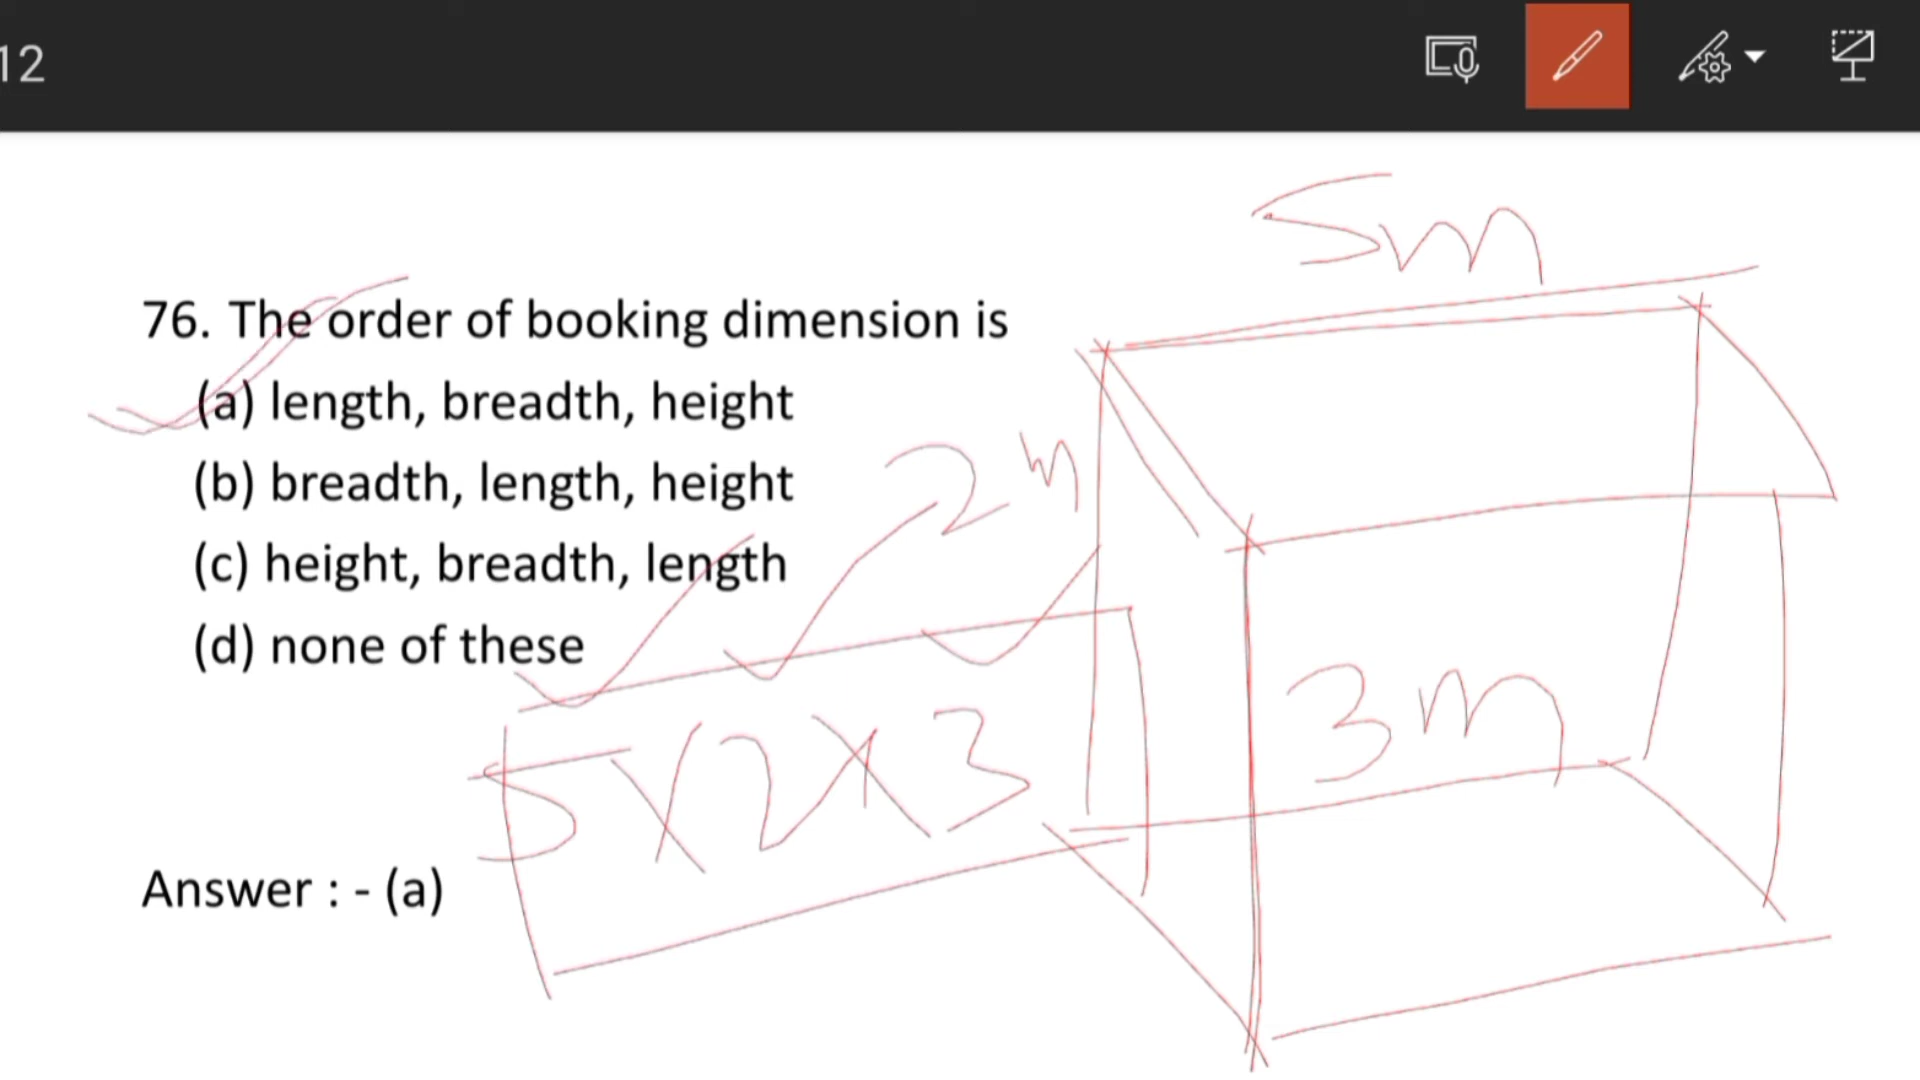 12
5m
76. The order of booking dimension is
(a) length, breadth, height
(b) breadth, length, height
2m
(c) height, breadth, length
(d) none of these
3m
5x2x3
Answer : - (a)